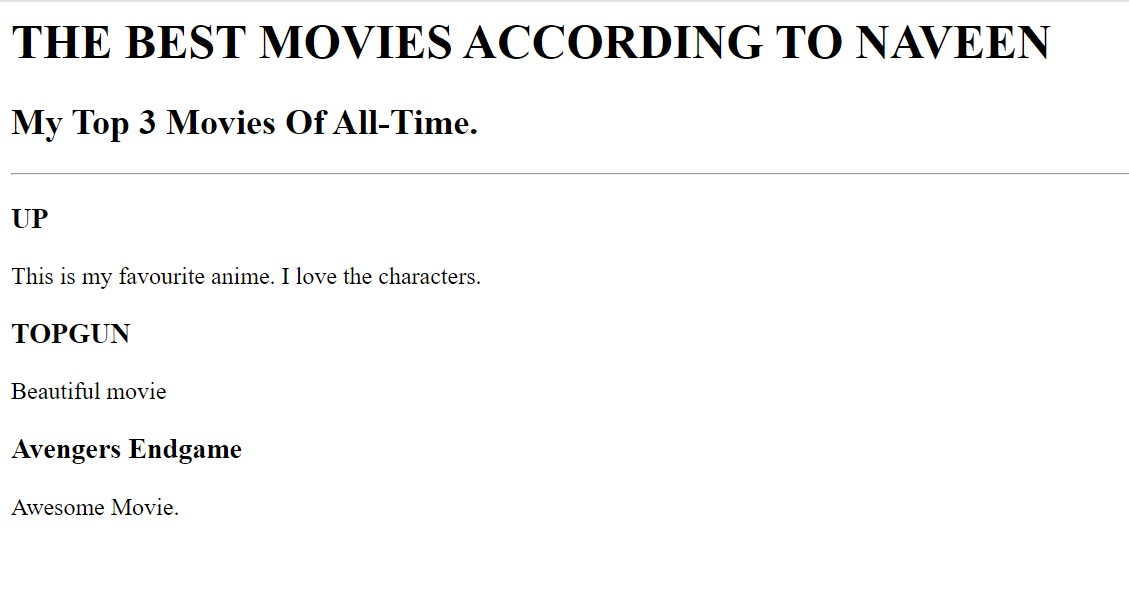 THE BEST MOVIES ACCORDING TO NAVEEN
My Top 3 Movies Of All-Time.
UP
This is my favourite anime. I love the characters.
TOPGUN
Beautiful movie
Avengers Endgame
Awesome Movie.